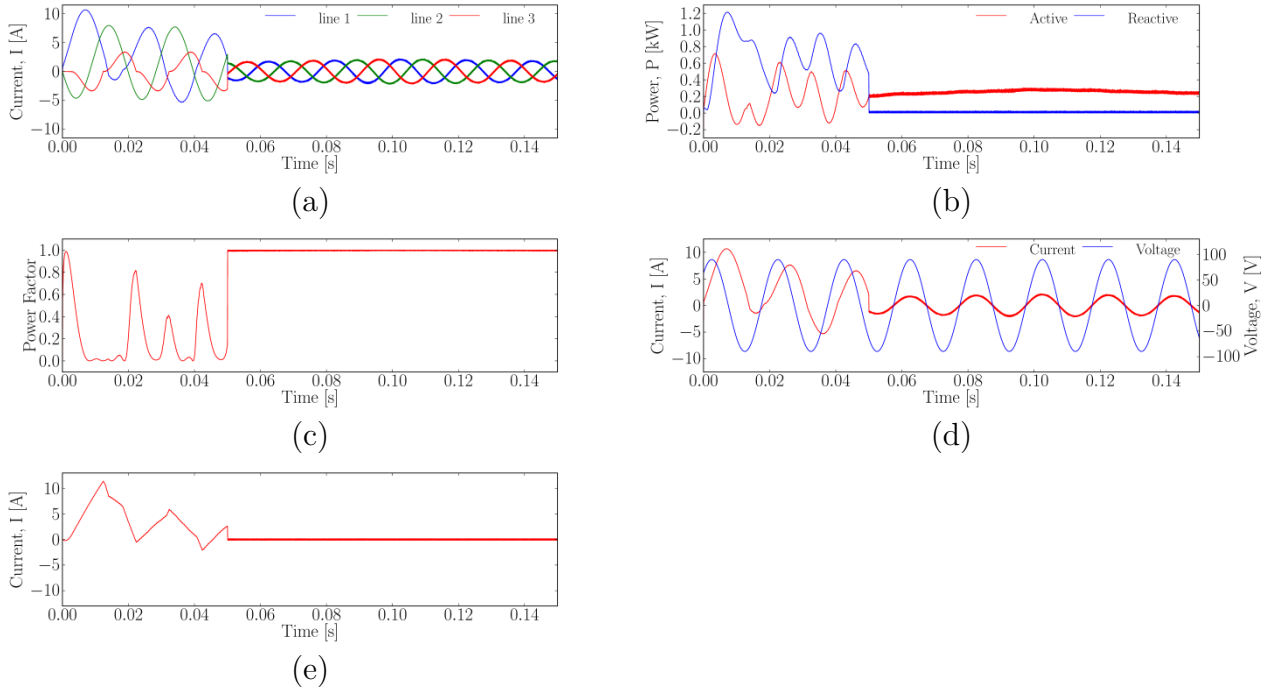 line 1 line 2 line 3
Current, I [A]
10
5
0
−5
−10
0.00 0.02 0.04 0.06 0.08 0.10 0.12 0.14
Time [s]
(a)
Active Reactive
Power, P [kW]
1.2
1.0
0.8
0.6
0.4
0.2
0.0
−0.2
0.00 0.02 0.04 0.06 0.08 0.10 0.12 0.14
Time [s]
(b)
Power Factor
1.0
0.8
0.6
0.4
0.2
0.0
0.00 0.02 0.04 0.06 0.08 0.10 0.12 0.14
Time [s]
(c)
Current Voltage
Current, I [A]
10
5
0
−5
−10
100
50
0
−50
−100
Voltage, V [V]
0.00 0.02 0.04 0.06 0.08 0.10 0.12 0.14
Time [s]
(d)
Current, I [A]
10
5
0
−5
−10
0.00 0.02 0.04 0.06 0.08 0.10 0.12 0.14
Time [s]
(e)